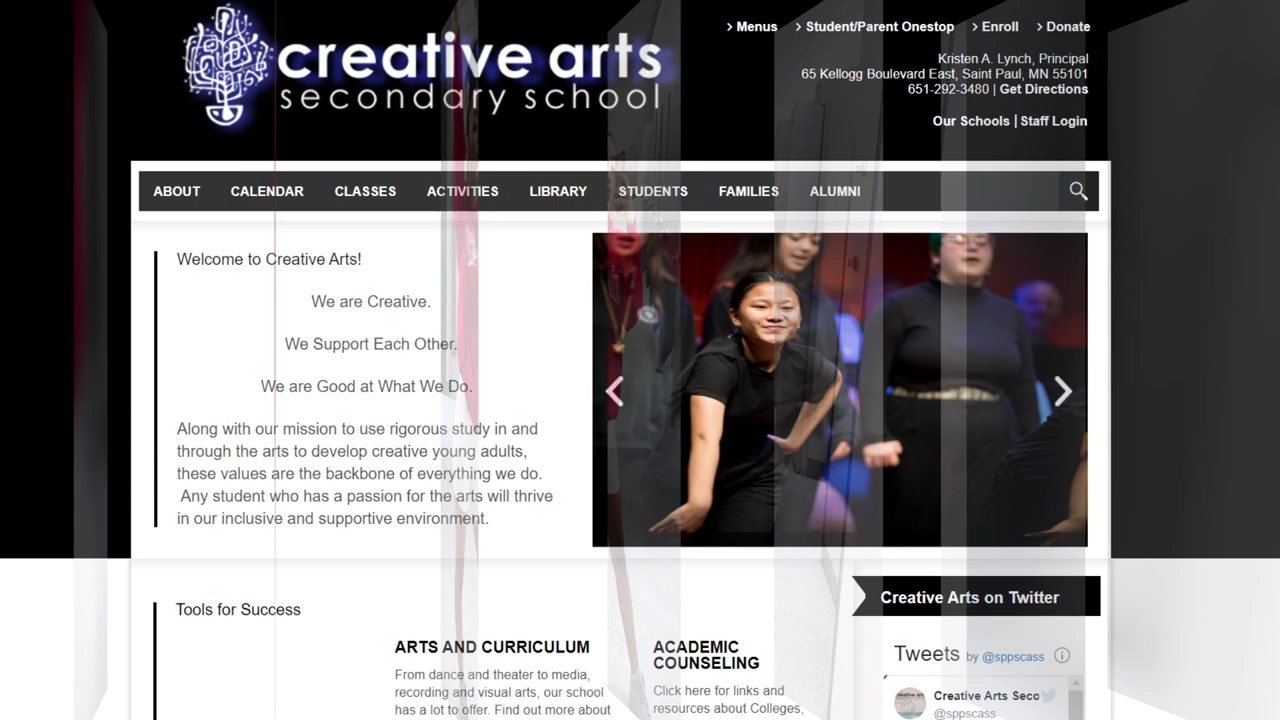 creative arts
secondary school
Menus
Student/Parent Onestop
Enroll
Donate
Kristen A. Lynch, Principal
65 Kellogg Boulevard East, Saint Paul, MN 55101
651-292-3480 | Get Directions
Our Schools | Staff Login
ABOUT
CALENDAR
CLASSES
ACTIVITIES
LIBRARY
STUDENTS
FAMILIES
ALUMNI
Welcome to Creative Arts!
We are Creative.
We Support Each Other.
We are Good at What We Do.
Along with our mission to use rigorous study in and
through the arts to develop creative young adults,
these values are the backbone of everything we do.
Any student who has a passion for the arts will thrive
in our inclusive and supportive environment.
Tools for Success
ARTS AND CURRICULUM
From dance and theater to media,
recording and visual arts, our school
has a lot to offer. Find out more about
ACADEMIC
COUNSELING
Click here for links and
resources about Colleges,
Creative Arts on Twitter
Tweets by @sppscass
Creative Arts Seco
@sppscass